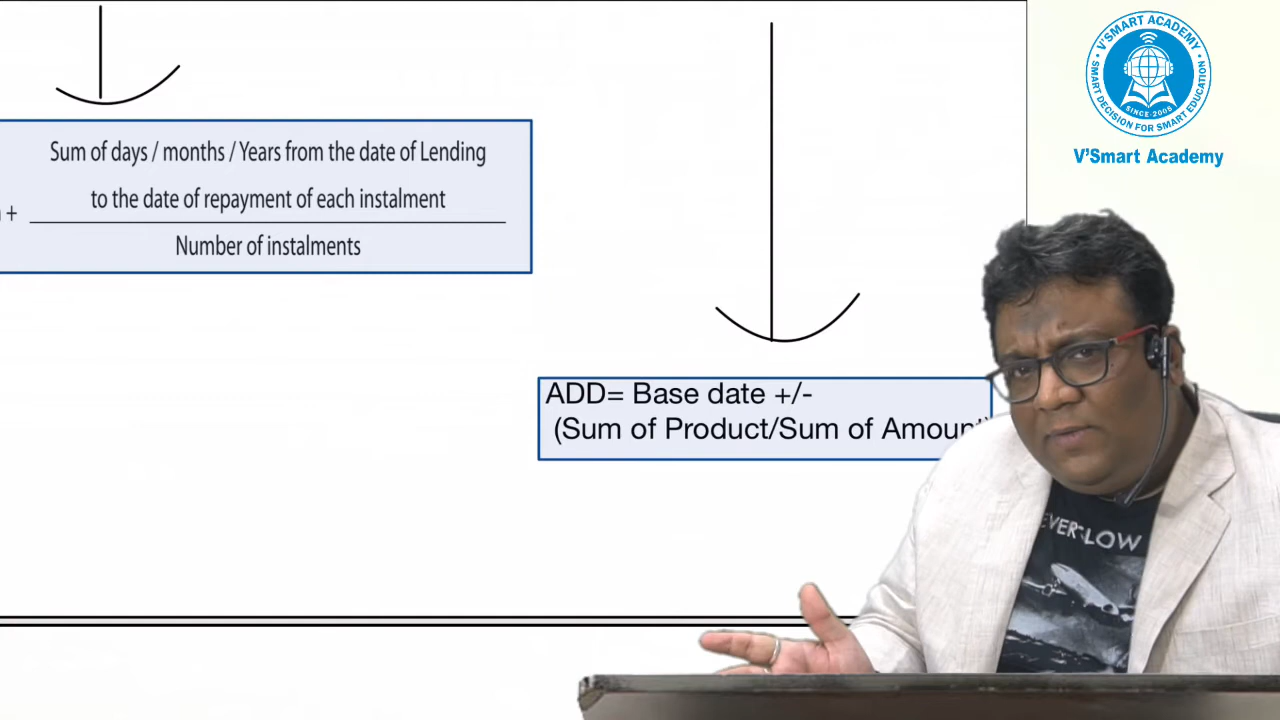 Sum of days / months / Years from the date of Lending
to the date of repayment of each instalment
+
Number of instalments
ADD= Base date +/-
(Sum of Product/Sum of Amount)
V'SMART ACADEMY
SMART DECISION FOR SMART EDUCATION
SINCE-2005
V'Smart Academy
LOW